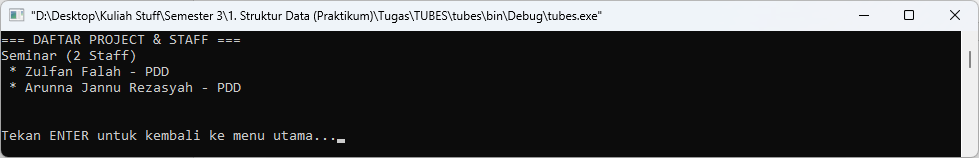 "D:\Desktop\Kuliah Stuff\Semester 3\1. Struktur Data (Praktikum)\Tugas\TUBES\tubes\bin\Debug\tubes.exe"
=== DAFTAR PROJECT & STAFF ===
Seminar (2 Staff)
 * Zulfan Falah - PDD
 * Arunna Jannu Rezasyah - PDD
Tekan ENTER untuk kembali ke menu utama...